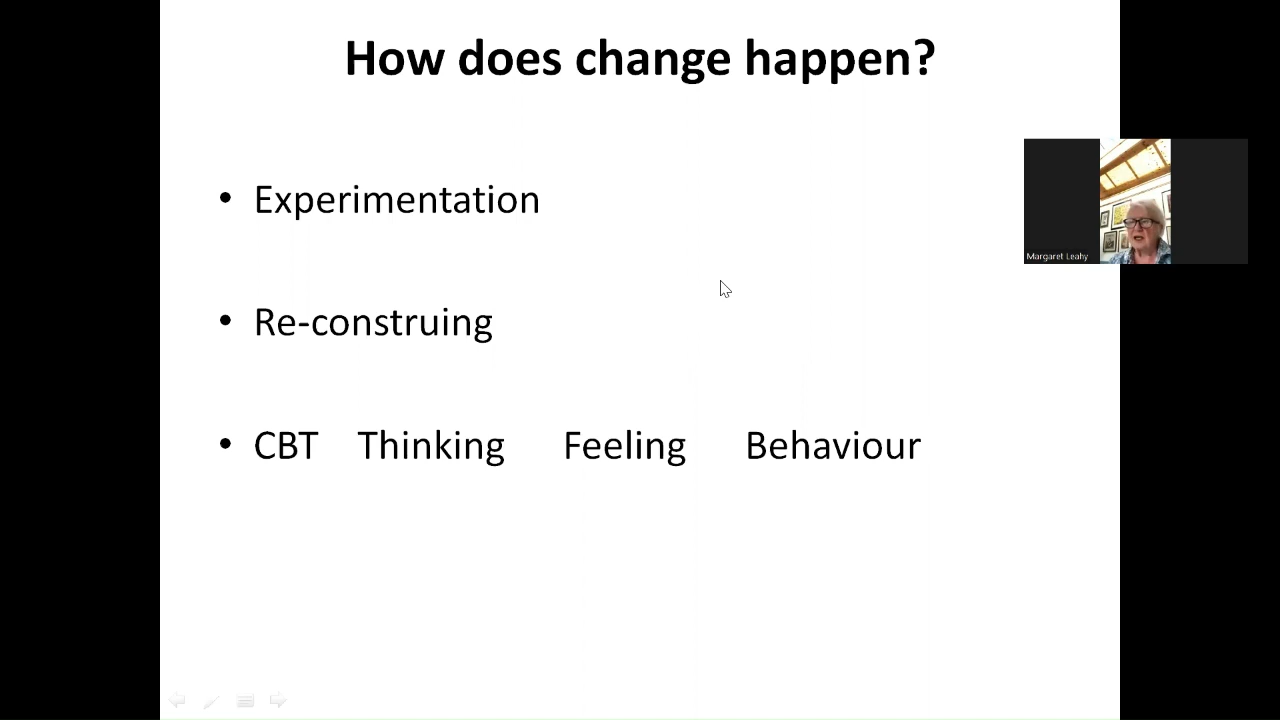 How does change happen?
• Experimentation
• Re-construing
• CBT Thinking Feeling Behaviour
Margaret Leahy